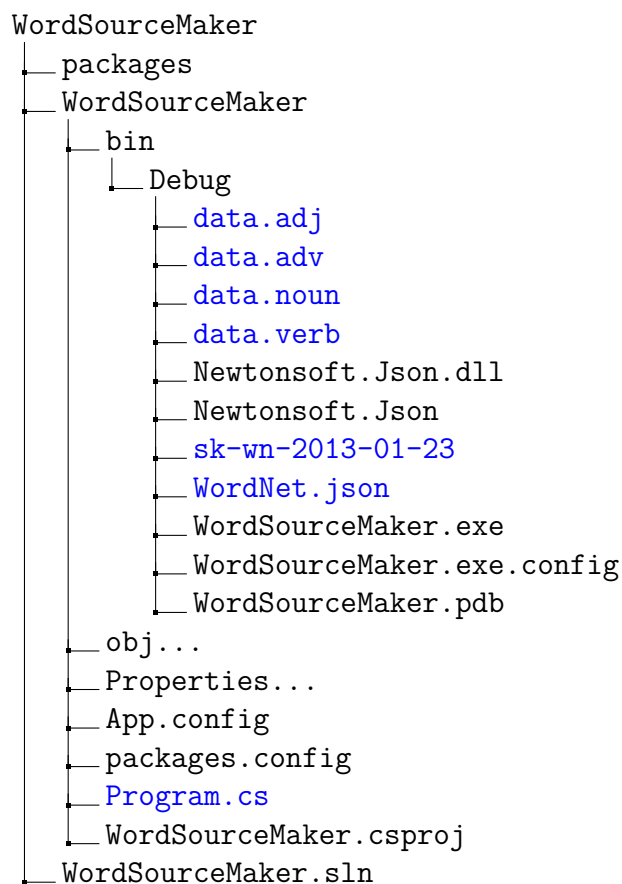 WordSourceMaker
packages
WordSourceMaker
bin
Debug
data.adj
data.adv
data.noun
data.verb
Newtonsoft.Json.dll
Newtonsoft.Json
sk-wn-2013-01-23
WordNet.json
WordSourceMaker.exe
WordSourceMaker.exe.config
WordSourceMaker.pdb
obj...
Properties...
App.config
packages.config
Program.cs
WordSourceMaker.csproj
WordSourceMaker.sln